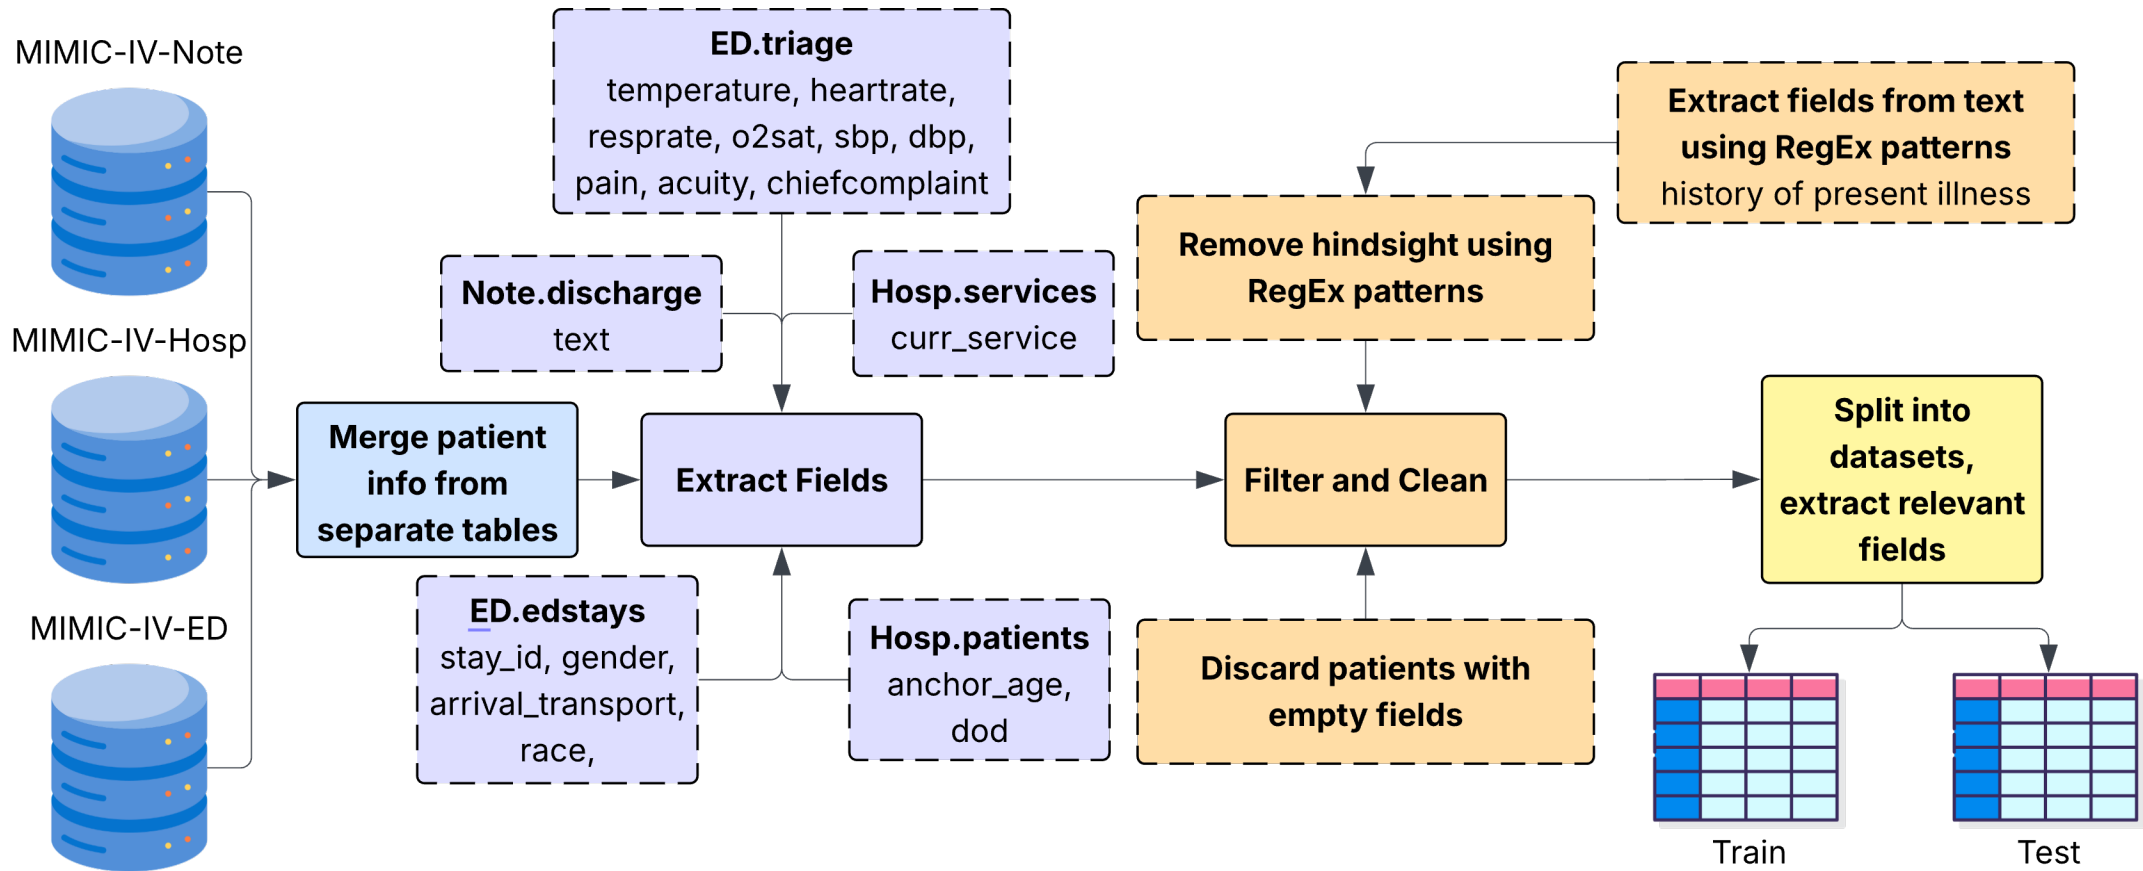 MIMIC-IV-Note
MIMIC-IV-Hosp
MIMIC-IV-ED
Merge patient
info from
separate tables
ED.triage
temperature, heartrate,
resprate, o2sat, sbp, dbp,
pain, acuity, chiefcomplaint
Note.discharge
text
Hosp.services
curr_service
Extract Fields
ED.edstays
stay_id, gender,
arrival_transport,
race,
Hosp.patients
anchor_age,
dod
Extract fields from text
using RegEx patterns
history of present illness
Remove hindsight using
RegEx patterns
Filter and Clean
Discard patients with
empty fields
Split into
datasets,
extract relevant
fields
Train
Test